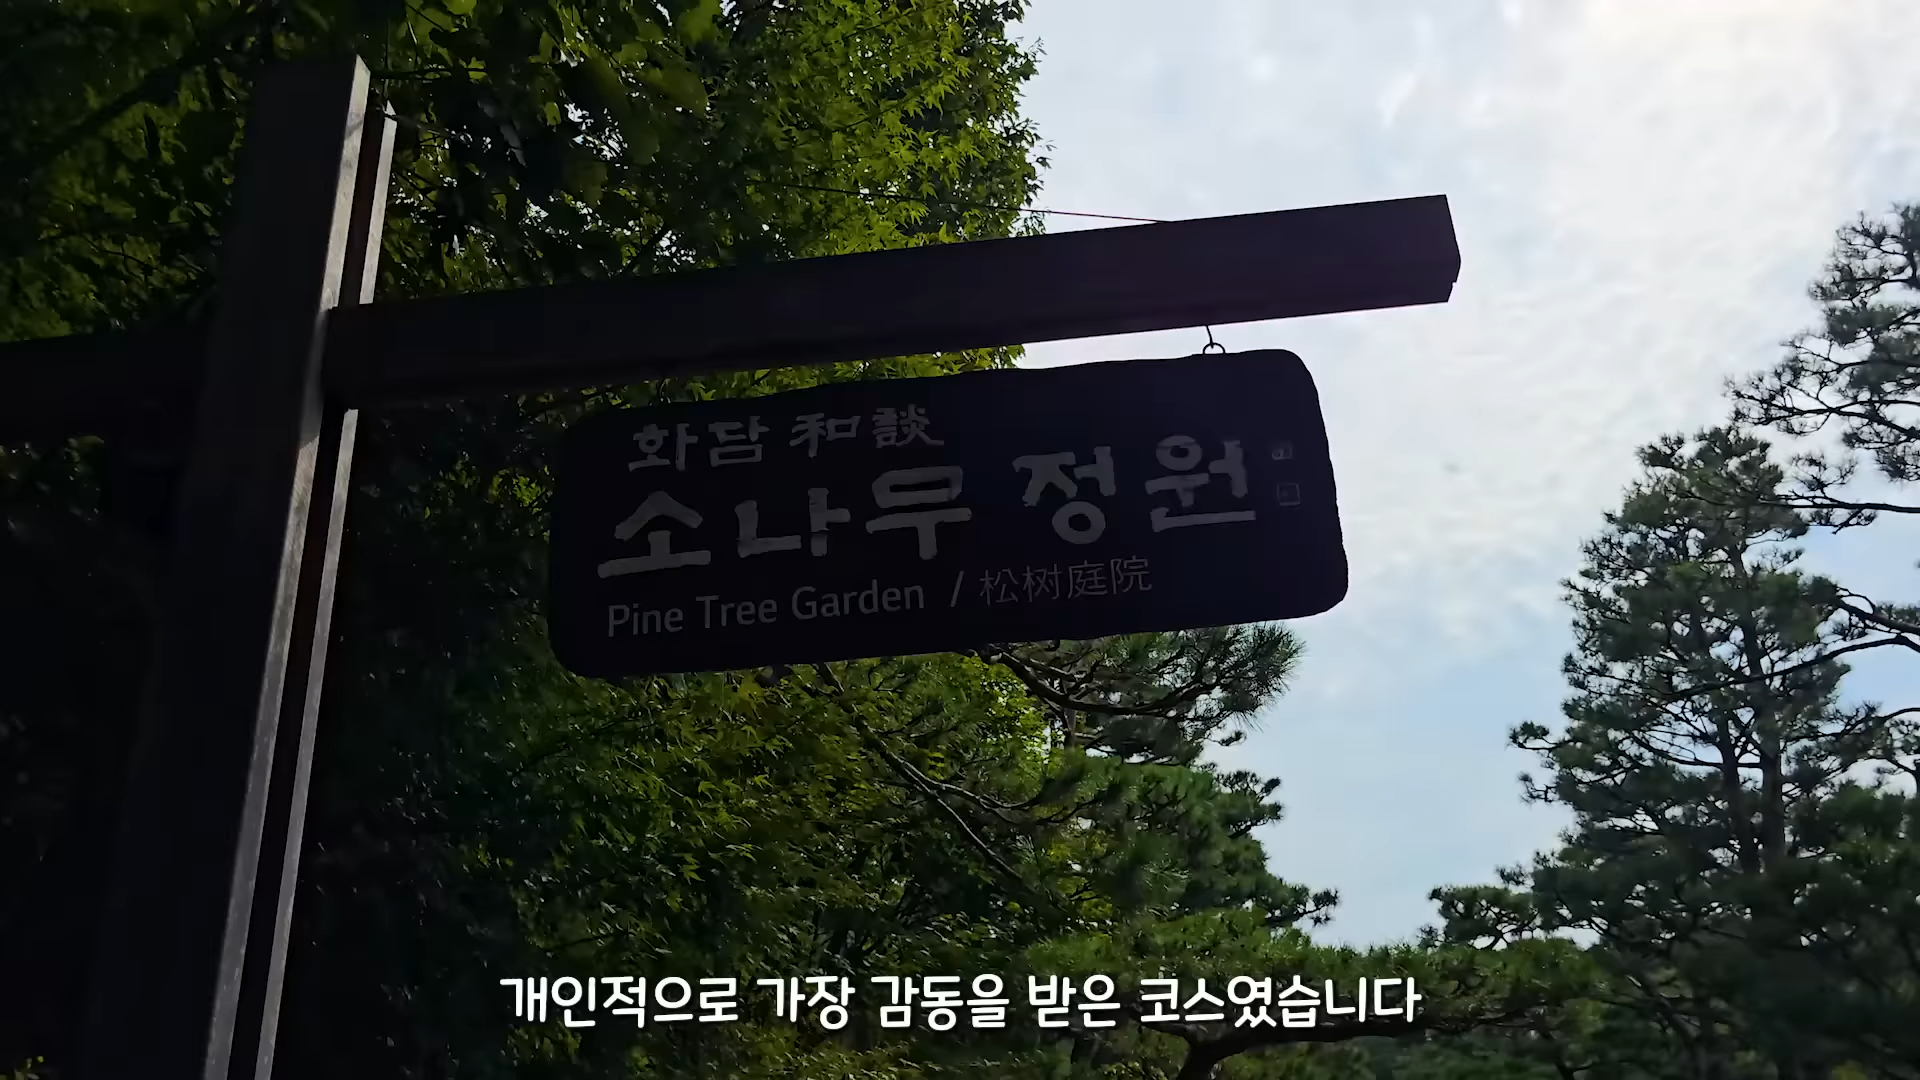 화담 和談
소나무 정원
Pine Tree Garden / 松树庭院
개인적으로 가장 감동을 받은 코스였습니다